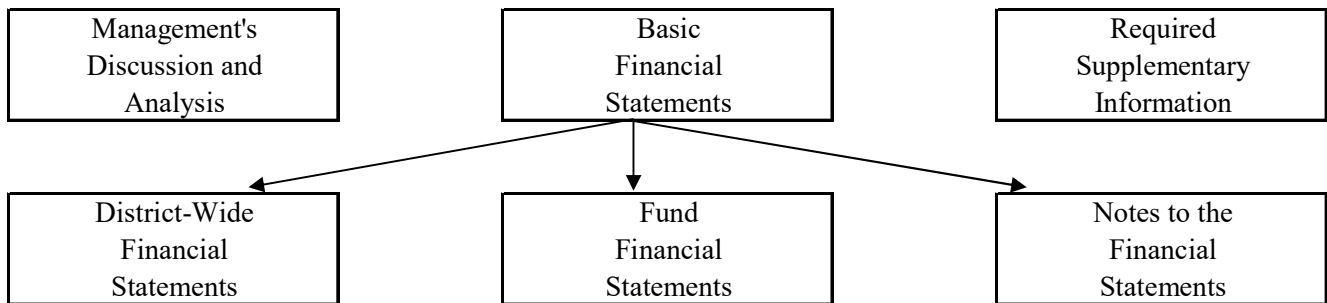 Management's
Discussion and
Analysis
Basic
Financial
Statements
Required
Supplementary
Information
District-Wide
Financial
Statements
Fund
Financial
Statements
Notes to the
Financial
Statements